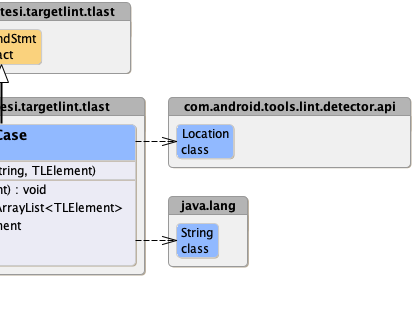 tesi.targetlint.tlast
ndStmt
act
esi.targetlint.tlast
Case
tring, TLElement)
nt) : void
ArrayList<TLElement>
ment
com.android.tools.lint.detector.api
Location
class
java.lang
String
class